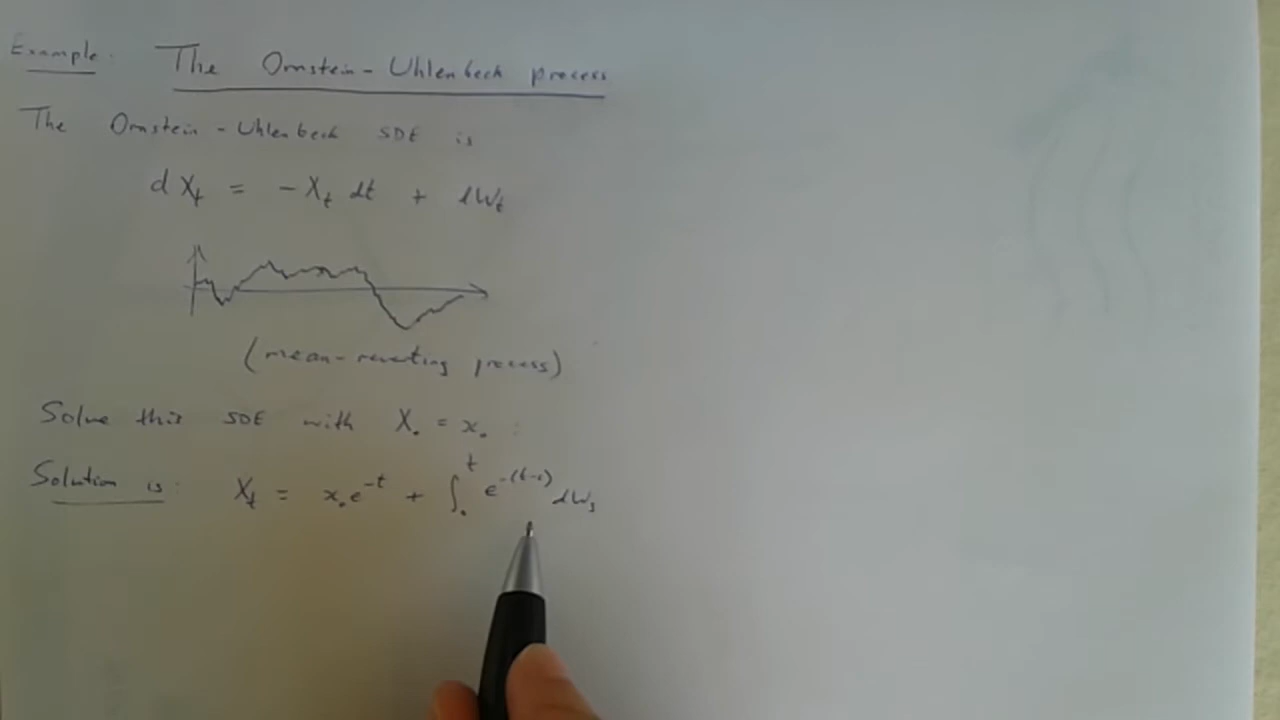 Example: The Ornstein-Uhlenbeck process
The Ornstein-Uhlenbeck SDE is
dX_t = -X_t dt + dW_t
(mean-reverting process)
Solve this SDE with X_0 = x_0 :
Solution is: X_t = x_0 e^{-t} + ∫_0^t e^{-(t-s)} dW_s